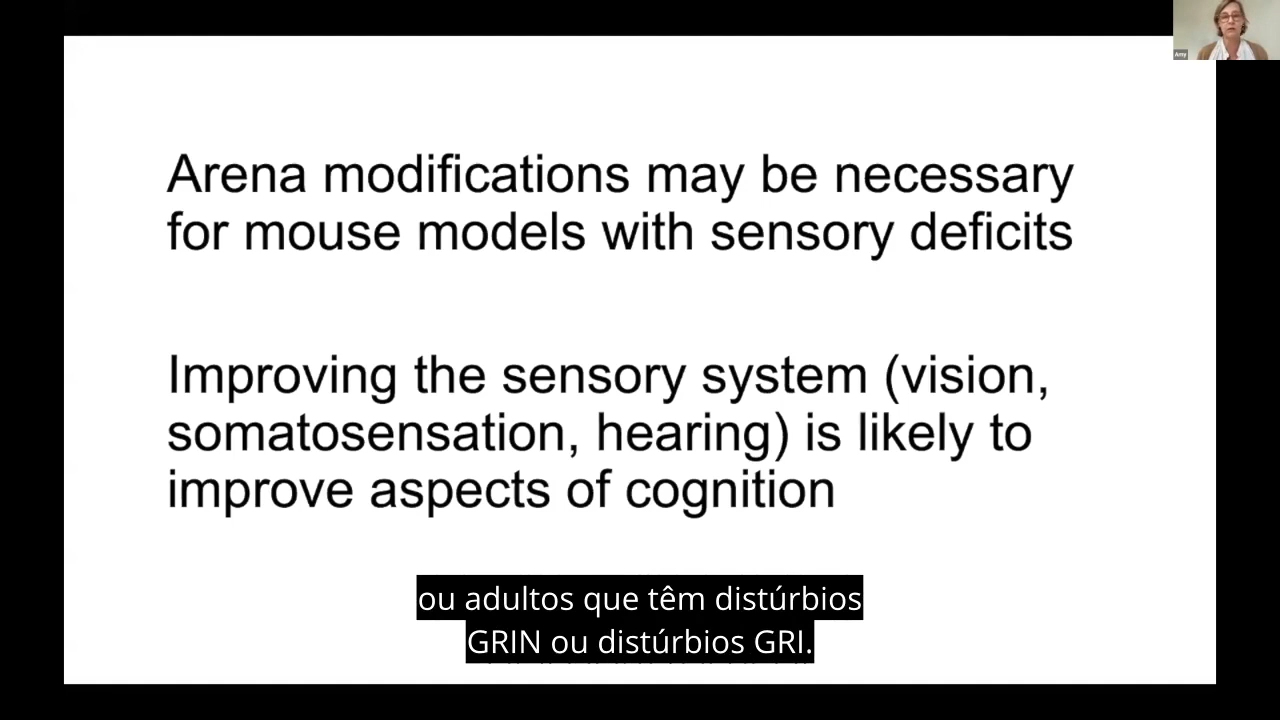 Amy
Arena modifications may be necessary
for mouse models with sensory deficits
Improving the sensory system (vision,
somatosensation, hearing) is likely to
improve aspects of cognition
ou adultos que têm distúrbios
GRIN ou distúrbios GRI.